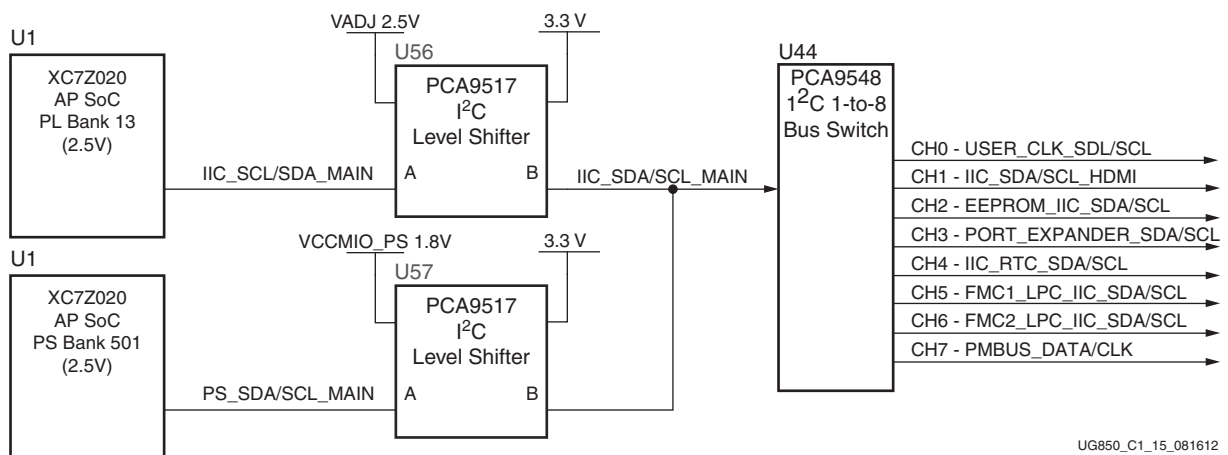 U1
XC7Z020
AP SoC
PL Bank 13
(2.5V)
IIC_SCL/SDA_MAIN
VADJ 2.5V
3.3 V
U56
PCA9517
I2C
Level Shifter
A
B
IIC_SDA/SCL_MAIN
U1
XC7Z020
AP SoC
PS Bank 501
(2.5V)
PS_SDA/SCL_MAIN
VCCMIO_PS 1.8V
3.3 V
U57
PCA9517
I2C
Level Shifter
A
B
U44
PCA9548
12C 1-to-8
Bus Switch
CH0 - USER_CLK_SDL/SCL
CH1 - IIC_SDA/SCL_HDMI
CH2 - EEPROM_IIC_SDA/SCL
CH3 - PORT_EXPANDER_SDA/SCL
CH4 - IIC_RTC_SDA/SCL
CH5 - FMC1_LPC_IIC_SDA/SCL
CH6 - FMC2_LPC_IIC_SDA/SCL
CH7 - PMBUS_DATA/CLK
UG850_C1_15_081612